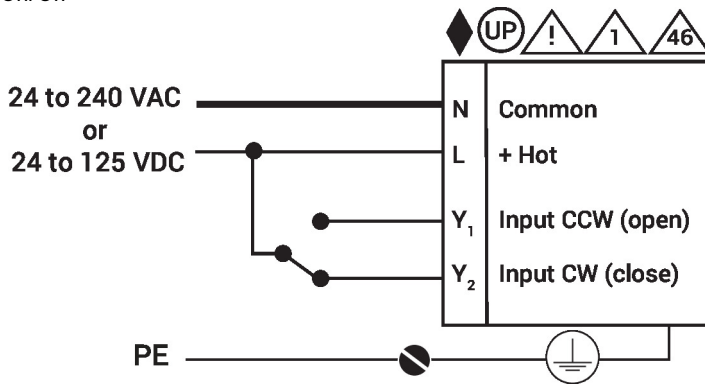 UP ! 1 46
24 to 240 VAC
or
24 to 125 VDC
N Common
L + Hot
Y₁ Input CCW (open)
Y₂ Input CW (close)
PE